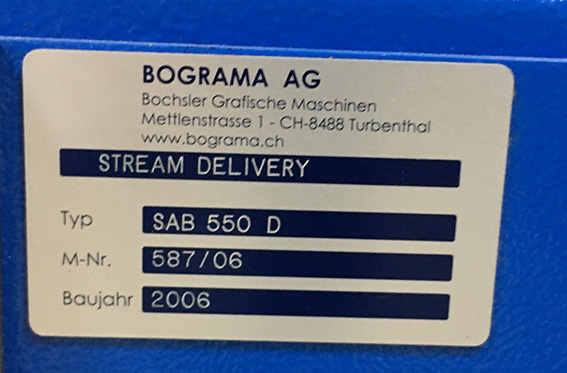 BOGRAMA AG
Bochsler Grafische Maschinen
Mettlenstrasse 1 - CH-8488 Turbenthal
www.bograma.ch
STREAM DELIVERY
Typ SAB 550 D
M-Nr. 587/06
Baujahr 2006